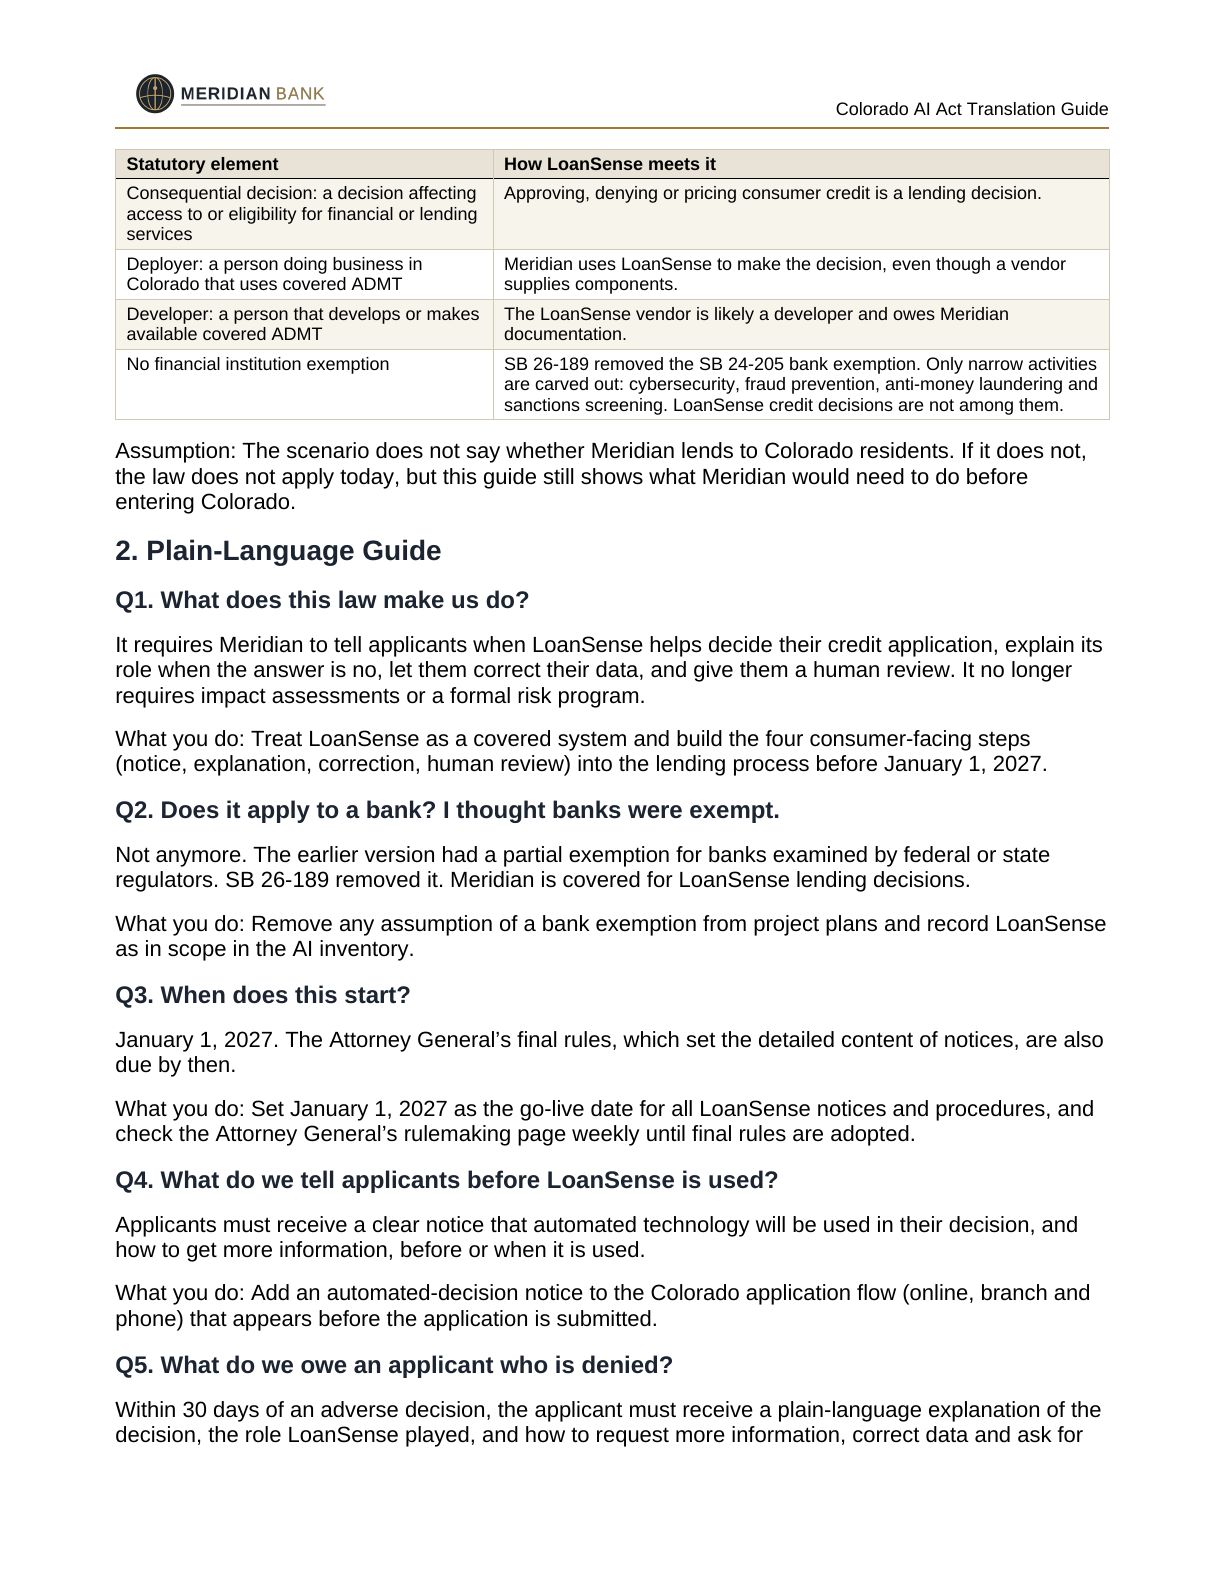 MERIDIAN BANK
Colorado AI Act Translation Guide
Statutory element
How LoanSense meets it
Consequential decision: a decision affecting
access to or eligibility for financial or lending
services
Approving, denying or pricing consumer credit is a lending decision.
Deployer: a person doing business in
Colorado that uses covered ADMT
Meridian uses LoanSense to make the decision, even though a vendor
supplies components.
Developer: a person that develops or makes
available covered ADMT
The LoanSense vendor is likely a developer and owes Meridian
documentation.
No financial institution exemption
SB 26-189 removed the SB 24-205 bank exemption. Only narrow activities
are carved out: cybersecurity, fraud prevention, anti-money laundering and
sanctions screening. LoanSense credit decisions are not among them.
Assumption: The scenario does not say whether Meridian lends to Colorado residents. If it does not,
the law does not apply today, but this guide still shows what Meridian would need to do before
entering Colorado.
2. Plain-Language Guide
Q1. What does this law make us do?
It requires Meridian to tell applicants when LoanSense helps decide their credit application, explain its
role when the answer is no, let them correct their data, and give them a human review. It no longer
requires impact assessments or a formal risk program.
What you do: Treat LoanSense as a covered system and build the four consumer-facing steps
(notice, explanation, correction, human review) into the lending process before January 1, 2027.
Q2. Does it apply to a bank? I thought banks were exempt.
Not anymore. The earlier version had a partial exemption for banks examined by federal or state
regulators. SB 26-189 removed it. Meridian is covered for LoanSense lending decisions.
What you do: Remove any assumption of a bank exemption from project plans and record LoanSense
as in scope in the AI inventory.
Q3. When does this start?
January 1, 2027. The Attorney General’s final rules, which set the detailed content of notices, are also
due by then.
What you do: Set January 1, 2027 as the go-live date for all LoanSense notices and procedures, and
check the Attorney General’s rulemaking page weekly until final rules are adopted.
Q4. What do we tell applicants before LoanSense is used?
Applicants must receive a clear notice that automated technology will be used in their decision, and
how to get more information, before or when it is used.
What you do: Add an automated-decision notice to the Colorado application flow (online, branch and
phone) that appears before the application is submitted.
Q5. What do we owe an applicant who is denied?
Within 30 days of an adverse decision, the applicant must receive a plain-language explanation of the
decision, the role LoanSense played, and how to request more information, correct data and ask for